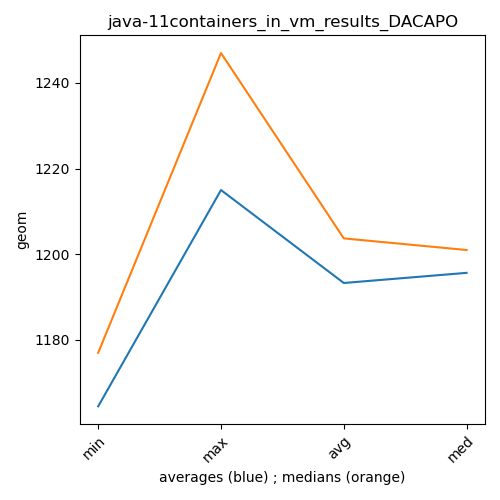 java-11containers_in_vm_results_DACAPO
1240
1220
1200
1180
geom
min
max
avg
med
averages (blue) ; medians (orange)